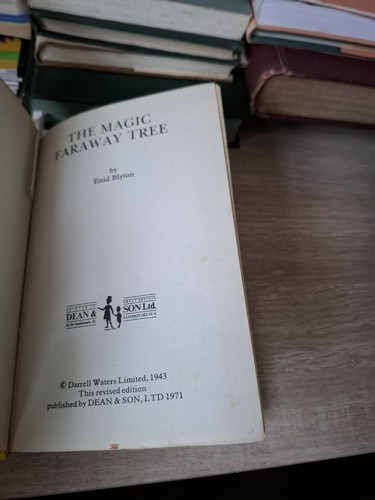 THE MAGIC
FARAWAY TREE
by
Enid Blyton
DEAN &
SON Ltd.
© Darrell Waters Limited, 1943
This revised edition
published by DEAN & SON, LTD 1971